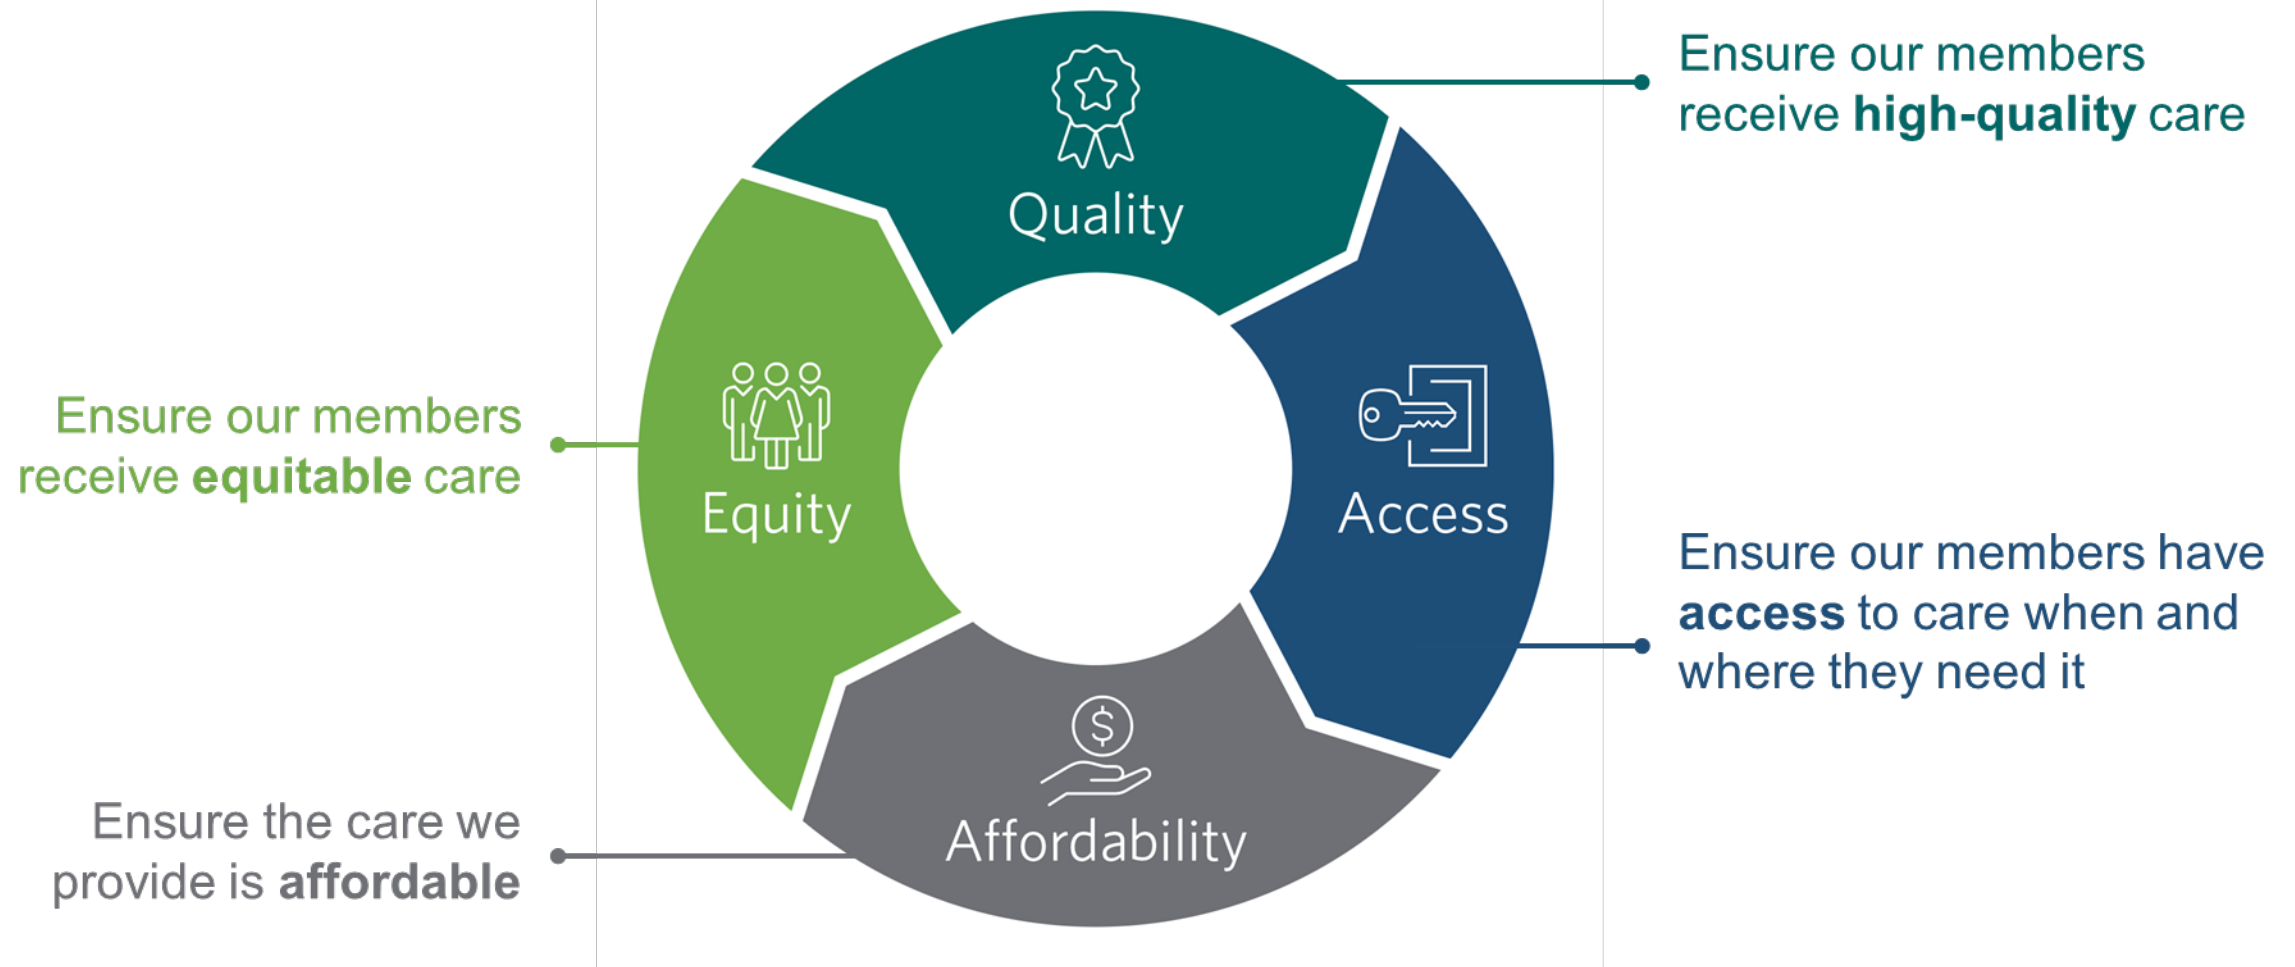 Quality
Ensure our members
receive high-quality care
Access
Ensure our members have
access to care when and
where they need it
$
Affordability
Ensure the care we
provide is affordable
Equity
Ensure our members
receive equitable care